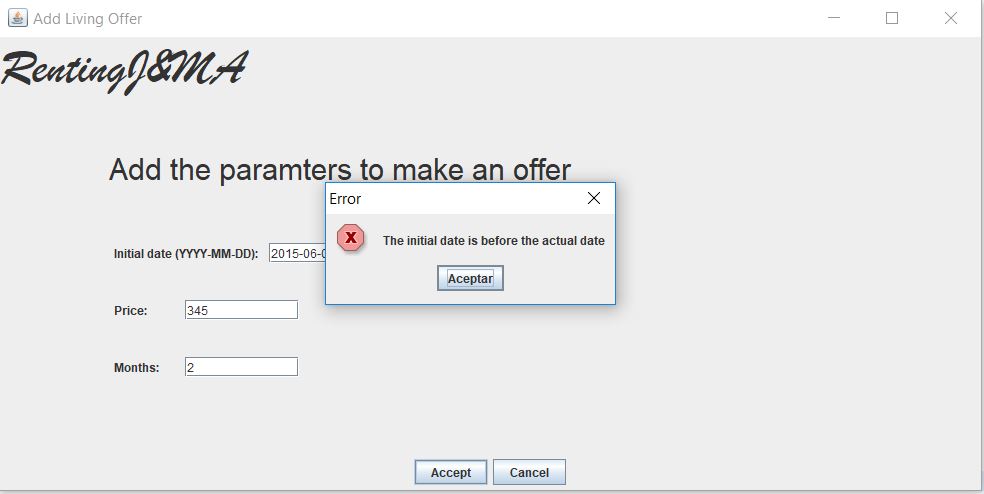 Add Living Offer
RentingJ&MA
Add the paramters to make an offer
Error
The initial date is before the actual date
Aceptar
Initial date (YYYY-MM-DD): 2015-06-0
Price: 345
Months: 2
Accept Cancel